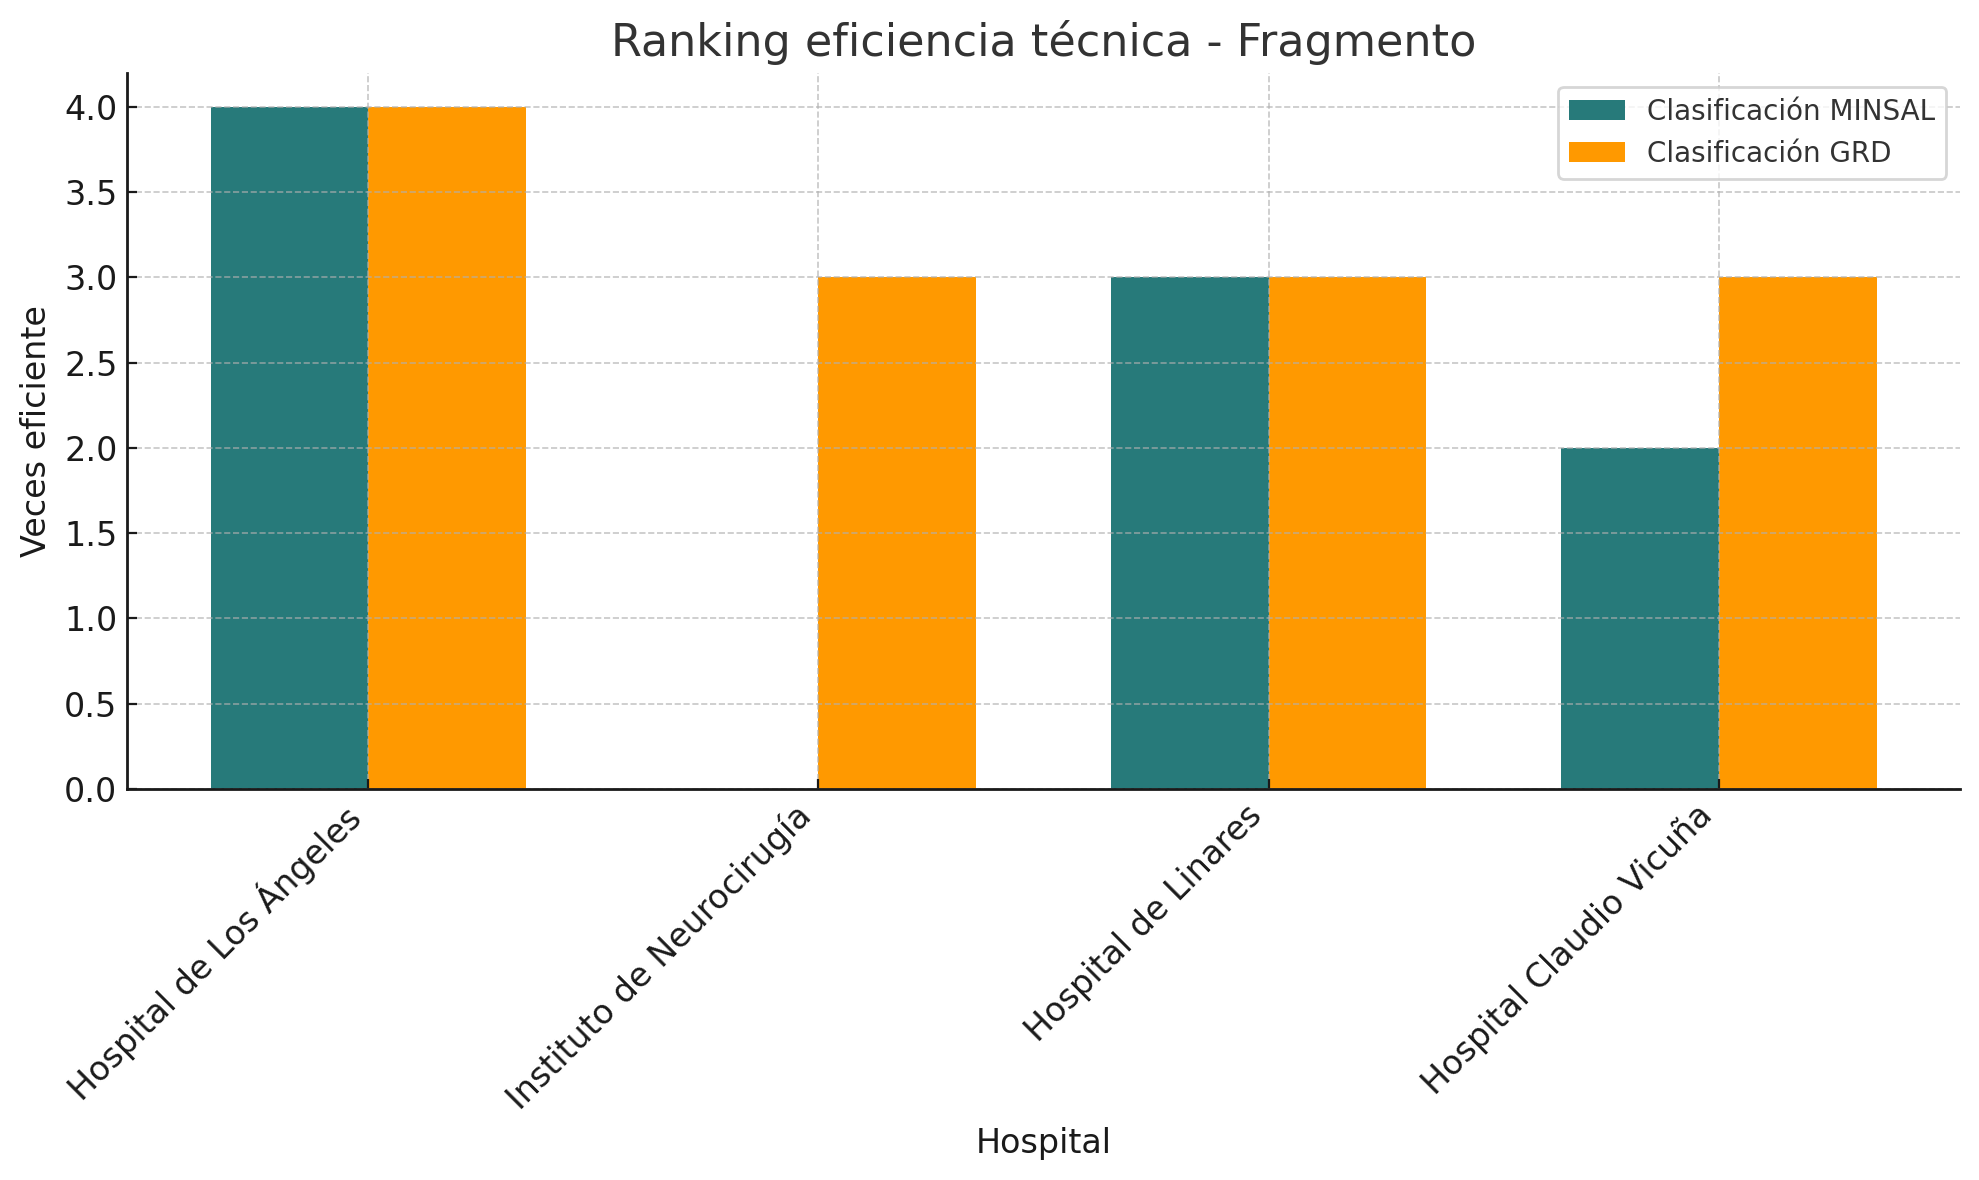 Ranking eficiencia técnica - Fragmento
Clasificación MINSAL
Clasificación GRD
Veces eficiente
4.0
3.5
3.0
2.5
2.0
1.5
1.0
0.5
0.0
Hospital de Los Ángeles
Instituto de Neurocirugía
Hospital de Linares
Hospital Claudio Vicuña
Hospital